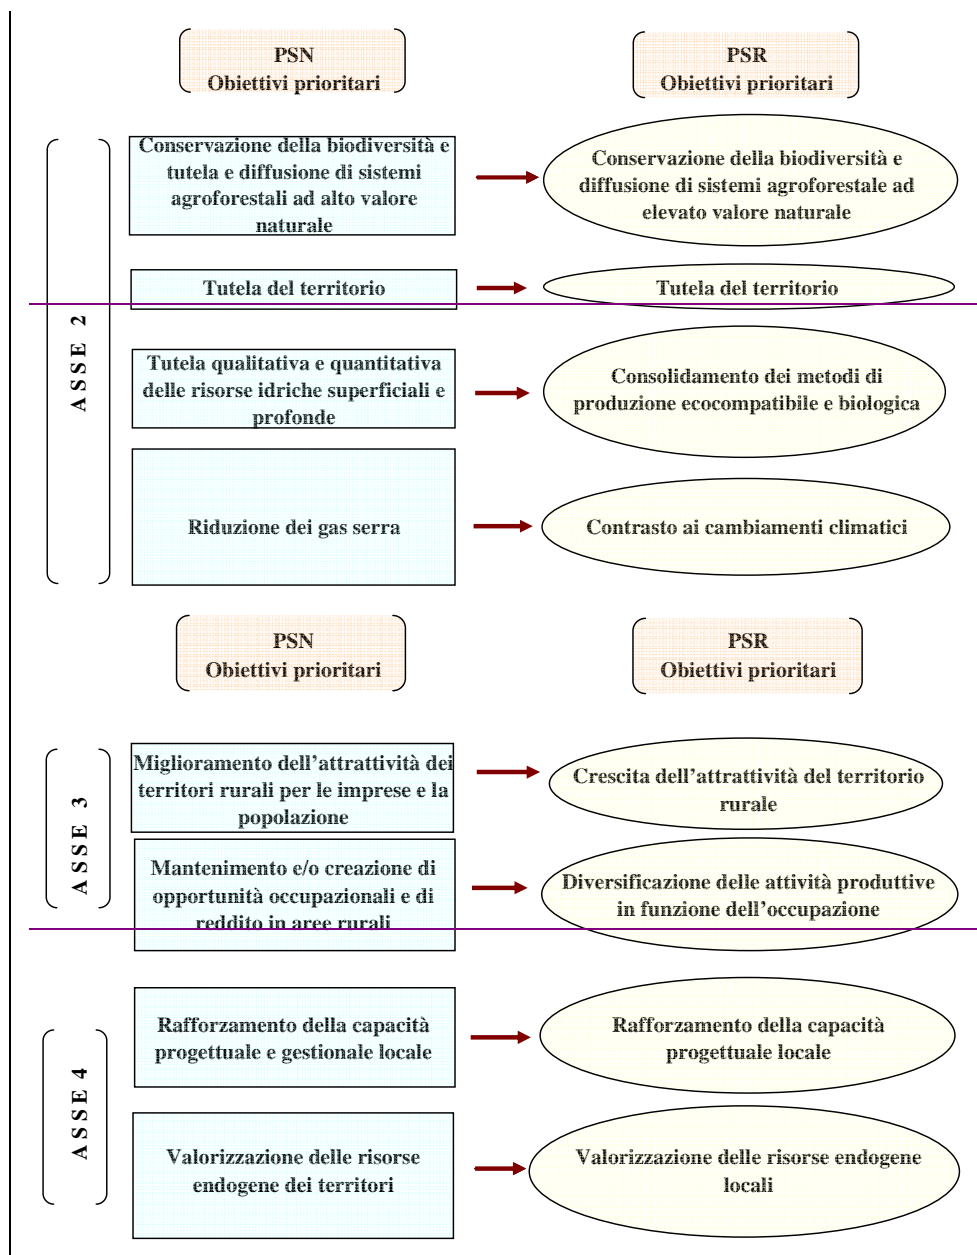 PSN
Obiettivi prioritari
PSR
Obiettivi prioritari
ASSE 2
Conservazione della biodiversità e
tutela e diffusione di sistemi
agroforestali ad alto valore
naturale
Conservazione della biodiversità e
diffusione di sistemi agroforestale ad
elevato valore naturale
Tutela del territorio
Tutela del territorio
Tutela qualitativa e quantitativa
delle risorse idriche superficiali e
profonde
Consolidamento dei metodi di
produzione ecocompatibile e biologica
Riduzione dei gas serra
Contrasto ai cambiamenti climatici
PSN
Obiettivi prioritari
PSR
Obiettivi prioritari
ASSE 3
Miglioramento dell’attrattività dei
territori rurali per le imprese e la
popolazione
Crescita dell’attrattività del territorio
rurale
Mantenimento e/o creazione di
opportunità occupazionali e di
reddito in aree rurali
Diversificazione delle attività produttive
in funzione dell’occupazione
ASSE 4
Rafforzamento della capacità
progettuale e gestionale locale
Rafforzamento della capacità
progettuale locale
Valorizzazione delle risorse
endogene dei territori
Valorizzazione delle risorse endogene
locali